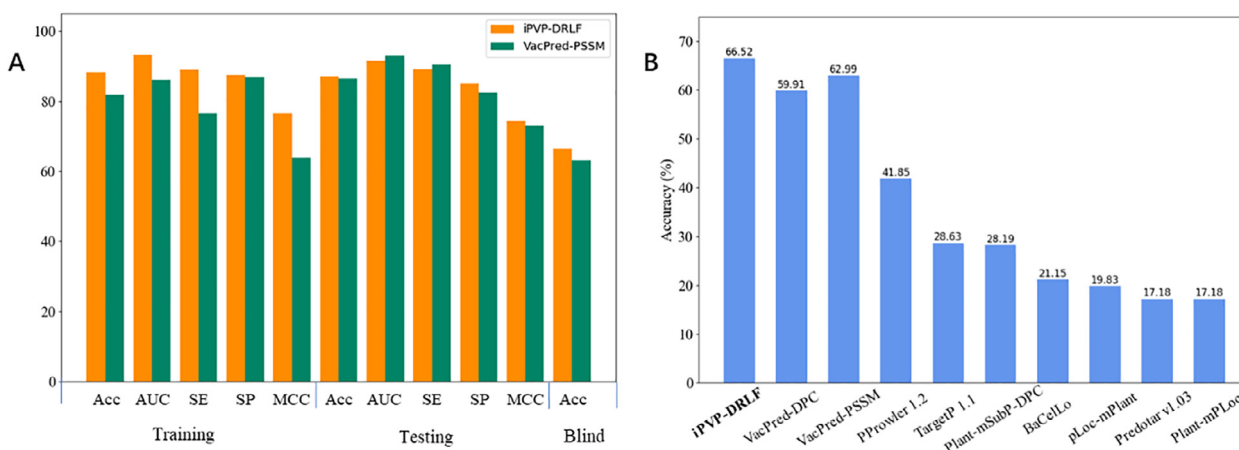 A
iPVP-DRLF
VacPred-PSSM
100
80
60
40
20
0
Acc AUC SE SP MCC Acc AUC SE SP MCC Acc
Training Testing Blind
B
Accuracy (%)
70
60
50
40
30
20
10
0
66.52
59.91
62.99
41.85
28.63
28.19
21.15
19.83
17.18
17.18
iPVP-DRLF
VacPred-DPC
VacPred-PSSM
PProwler 1.2
TargetP 1.1
Plant-mSubP-DPC
BaCelLo
pLoc-mPlant
Predotar v1.03
Plant-mPLoc